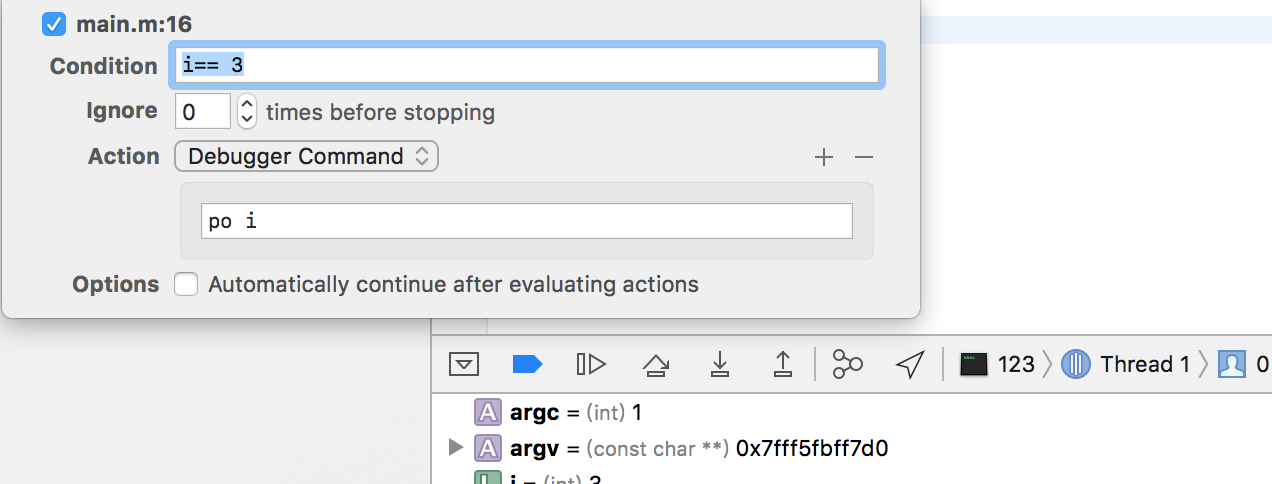 main.m:16
Condition i== 3
Ignore 0 times before stopping
Action Debugger Command
po i
Options Automatically continue after evaluating actions
123 Thread 1 0
A argc = (int) 1
A argv = (const char **) 0x7fff5fbff7d0
L i = (int) 3